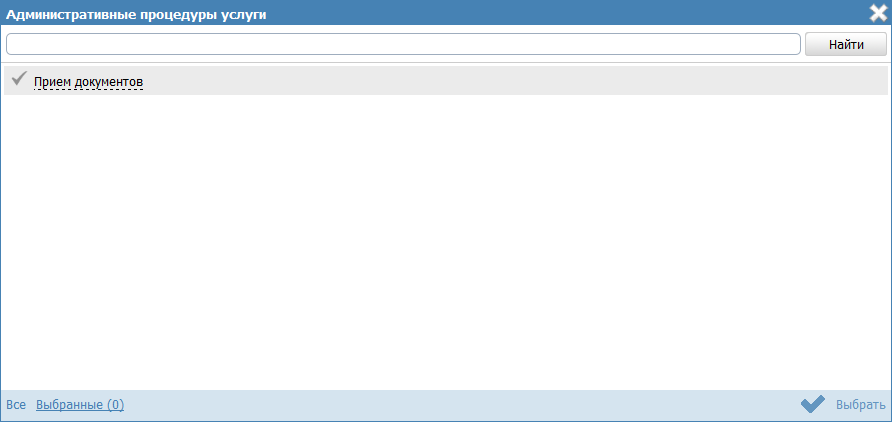 Административные процедуры услуги
Найти
Прием документов
Все Выбранные (0) Выбрать